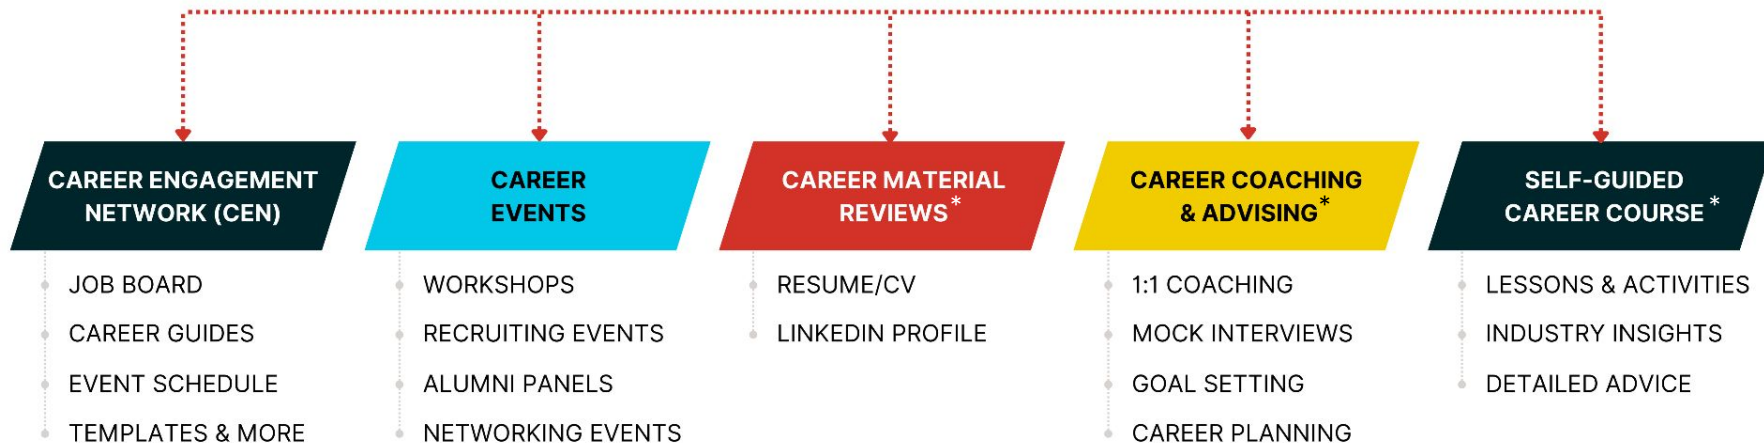 CAREER ENGAGEMENT
NETWORK (CEN)
JOB BOARD
CAREER GUIDES
EVENT SCHEDULE
TEMPLATES & MORE
CAREER
EVENTS
WORKSHOPS
RECRUITING EVENTS
ALUMNI PANELS
NETWORKING EVENTS
CAREER MATERIAL
REVIEWS*
RESUME/CV
LINKEDIN PROFILE
CAREER COACHING
& ADVISING*
1:1 COACHING
MOCK INTERVIEWS
GOAL SETTING
CAREER PLANNING
SELF-GUIDED
CAREER COURSE*
LESSONS & ACTIVITIES
INDUSTRY INSIGHTS
DETAILED ADVICE